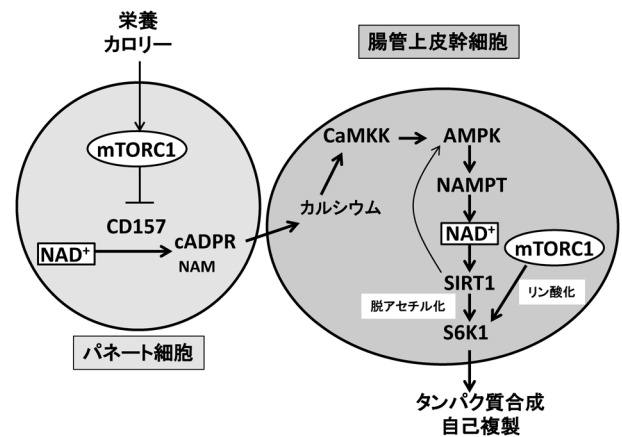 栄養
カロリー
mTORC1
CD157
NAD⁺
cADPR
NAM
パネート細胞
腸管上皮幹細胞
CaMKK
AMPK
カルシウム
NAMPT
NAD⁺
mTORC1
SIRT1
脱アセチル化
リン酸化
S6K1
タンパク質合成
自己複製